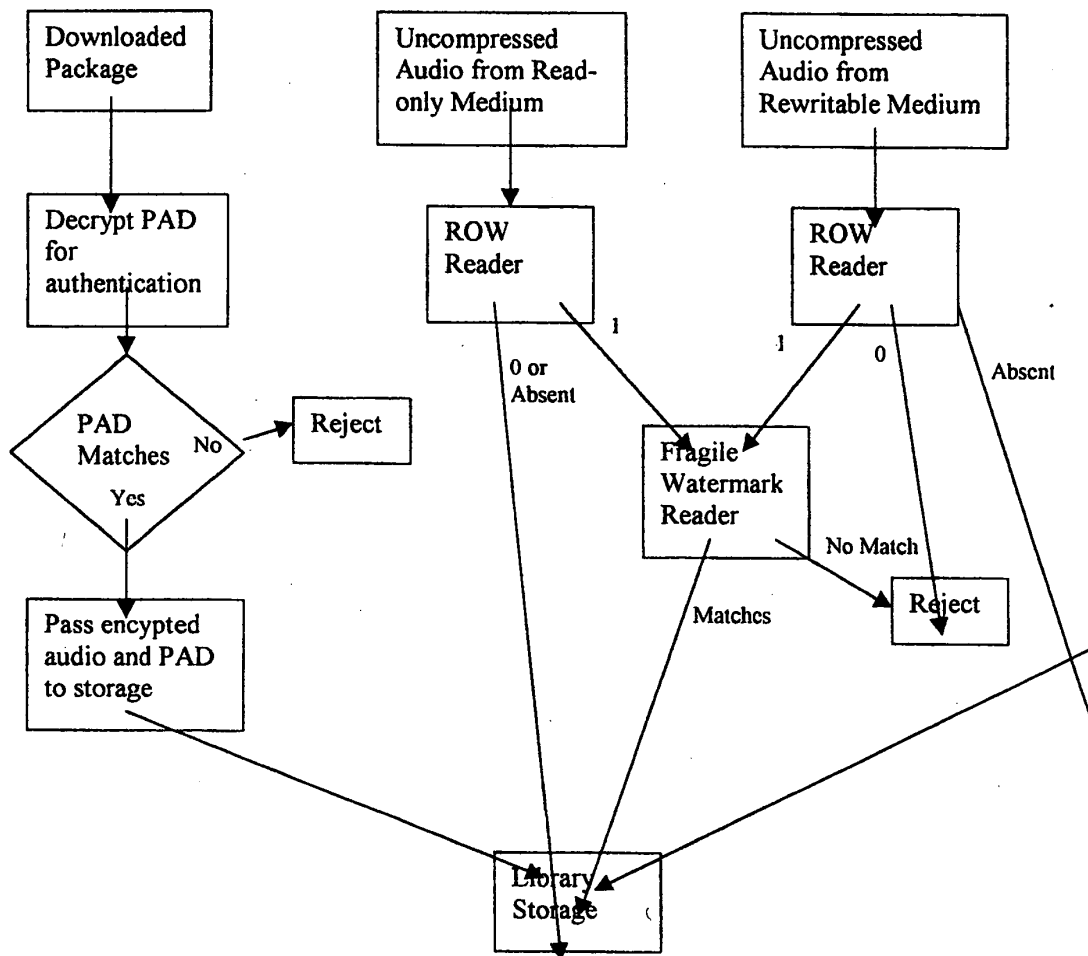 Downloaded
Package
Uncompressed
Audio from Read-
only Medium
Uncompressed
Audio from
Rewritable Medium
Decrypt PAD
for
authentication
ROW
Reader
ROW
Reader
1
1
0
0 or
Absent
Absent
PAD
Matches
No
Yes
Reject
Fragile
Watermark
Reader
No Match
Reject
Matches
Pass encypted
audio and PAD
to storage
Library
Storage